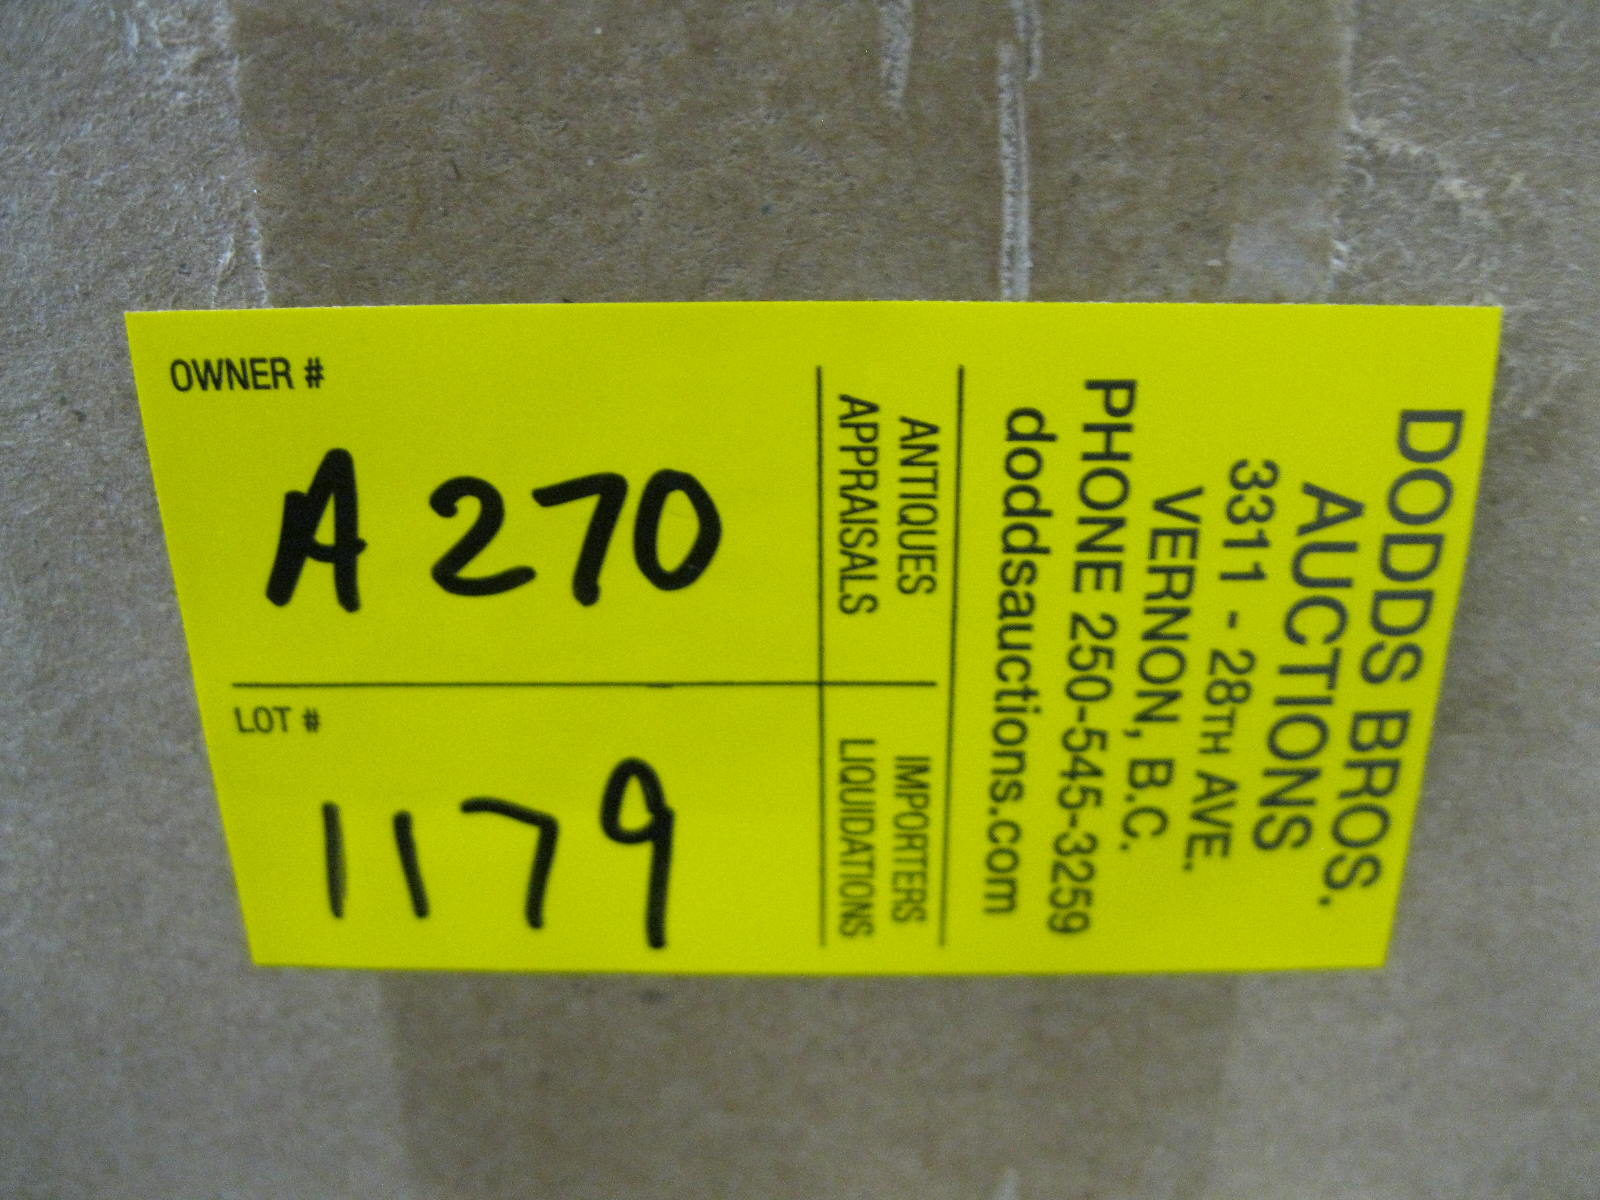 OWNER #
A 270
LOT #
1179
ANTIQUES
APPRAISALS
IMPORTERS
LIQUIDATIONS
DODDS BROS.
AUCTIONS
3311 - 28TH AVE.
VERNON, B.C.
PHONE 250-545-3259
doddsauctions.com